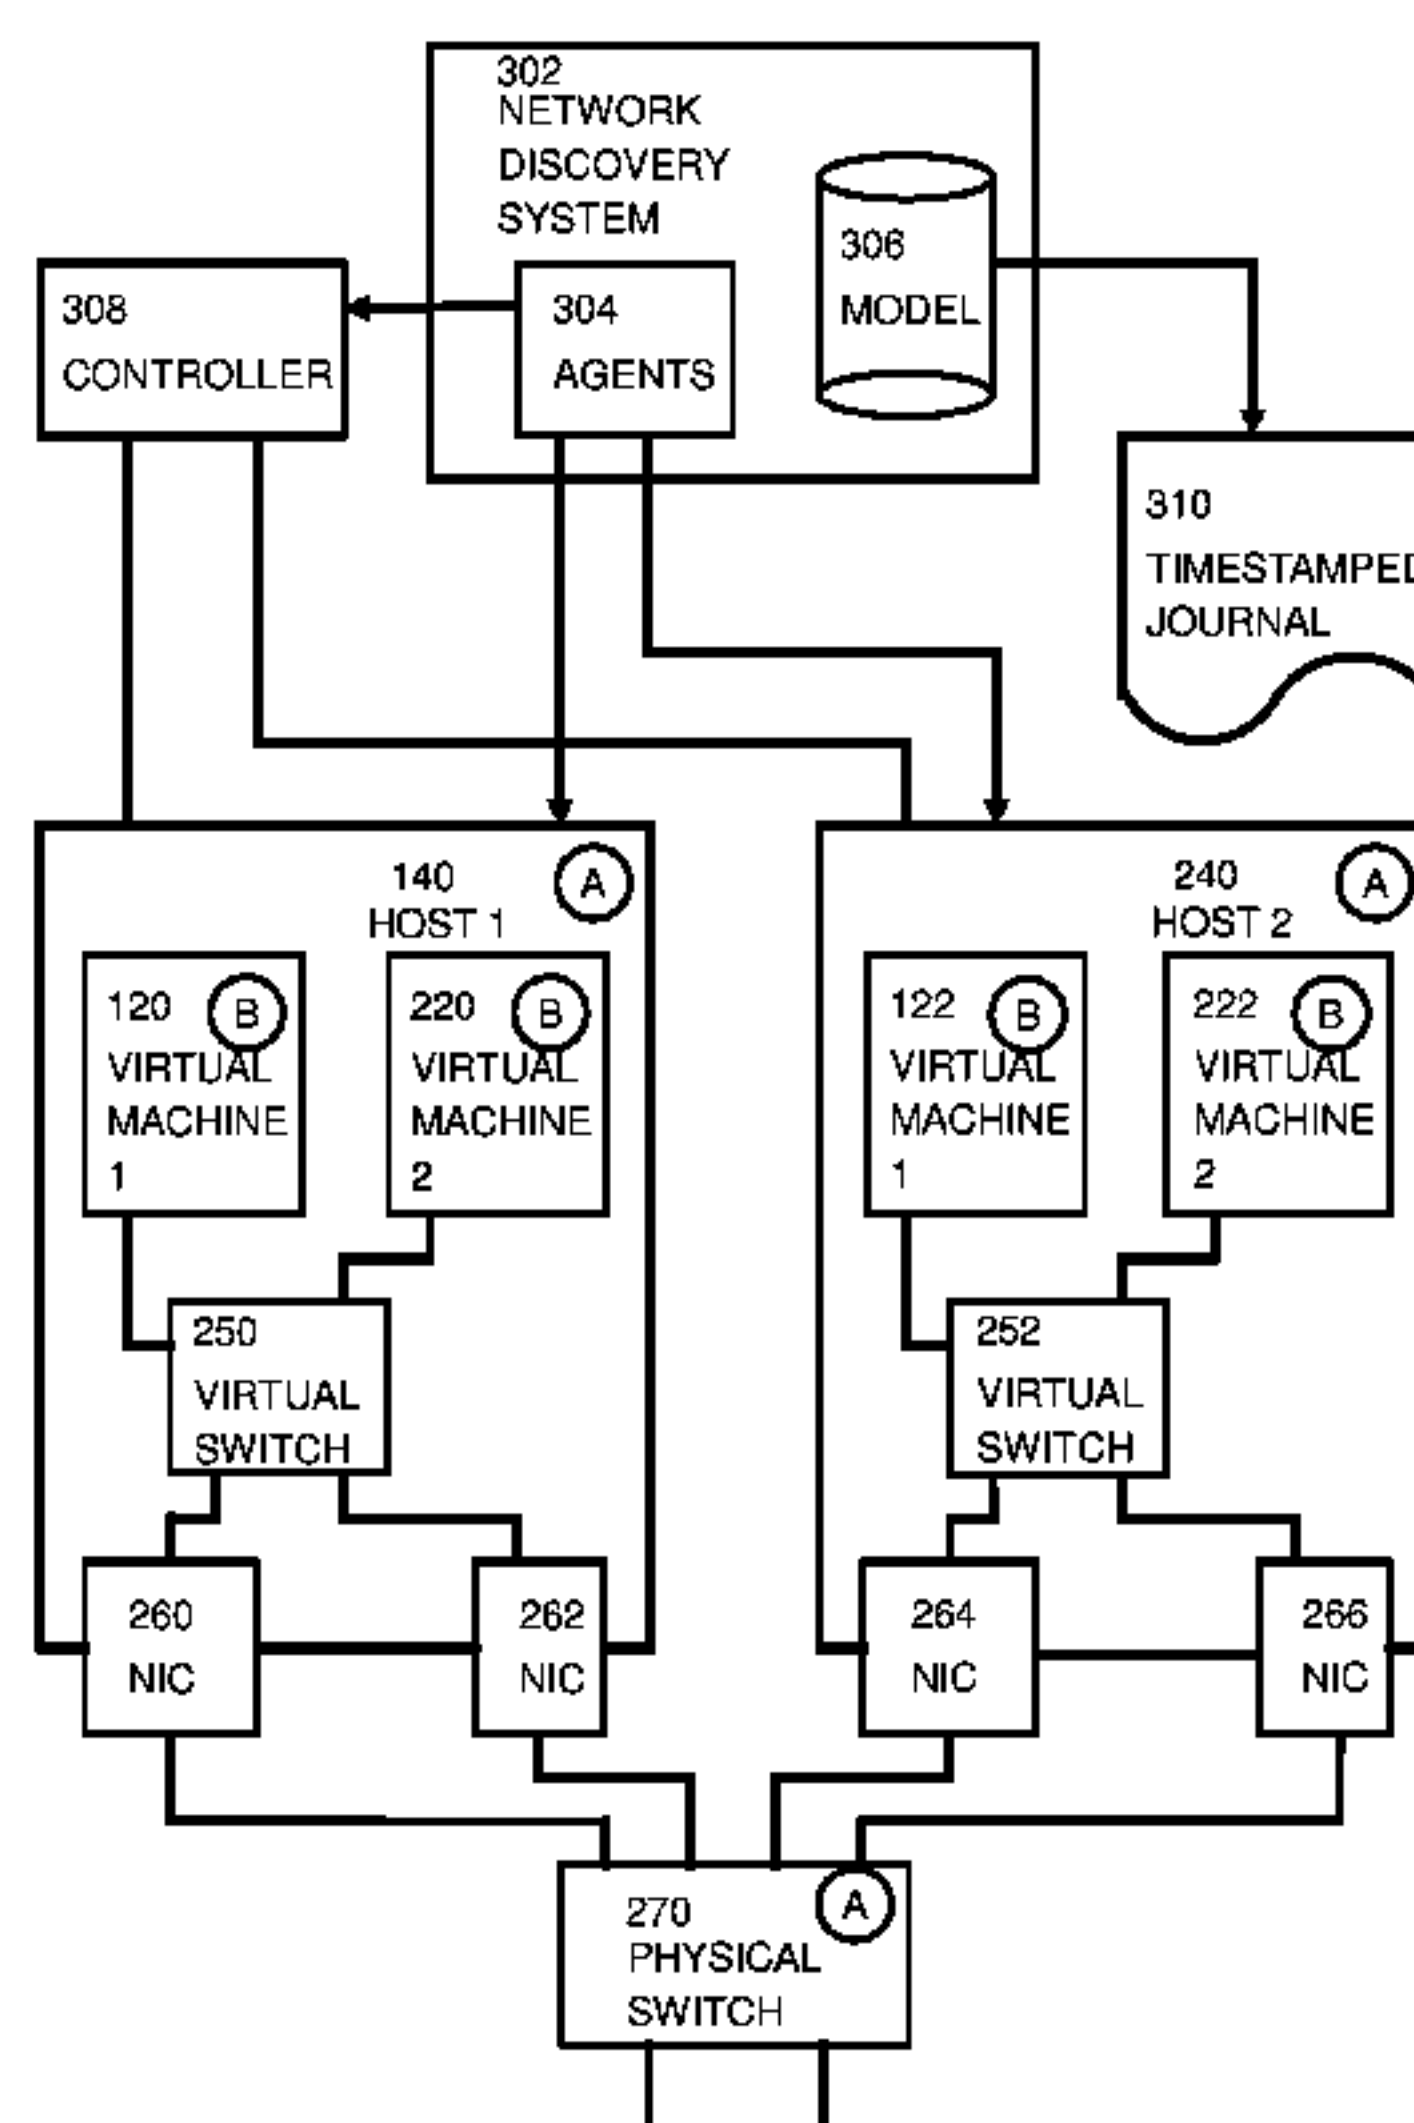 302
NETWORK
DISCOVERY
SYSTEM
306
MODEL
308
CONTROLLER
304
AGENTS
310
TIMESTAMPED
JOURNAL
140
HOST 1
A
120
B
VIRTUAL
MACHINE
1
220
B
VIRTUAL
MACHINE
2
250
VIRTUAL
SWITCH
260
NIC
262
NIC
240
HOST 2
A
122
B
VIRTUAL
MACHINE
1
222
B
VIRTUAL
MACHINE
2
252
VIRTUAL
SWITCH
264
NIC
266
NIC
270
PHYSICAL
SWITCH
A